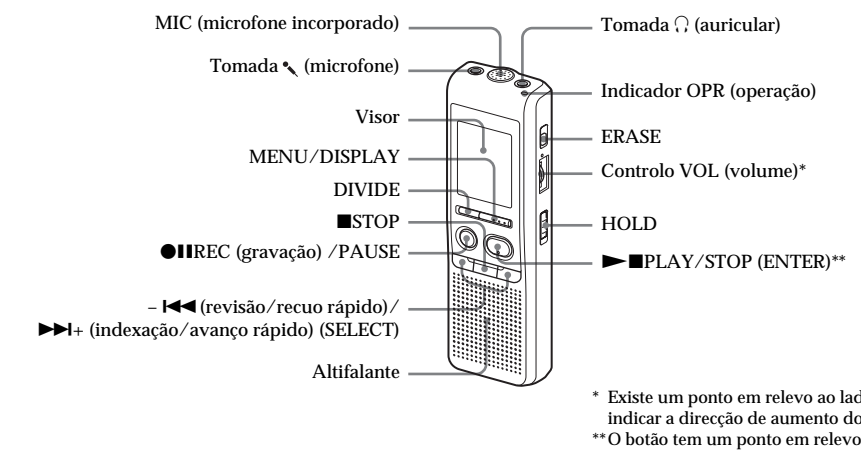 MIC (microfone incorporado)
Tomada (microfone)
Visor
MENU/DISPLAY
DIVIDE
■STOP
●❚❚REC (gravação) /PAUSE
– ⏮ (revisão/recuo rápido)/
⏭+ (indexação/avanço rápido) (SELECT)
Altifalante
Tomada 🎧 (auricular)
Indicador OPR (operação)
ERASE
Controlo VOL (volume)*
HOLD
►■PLAY/STOP (ENTER)**
* Existe um ponto em relevo ao
indicar a direcção de aumento do
**O botão tem um ponto em relevo